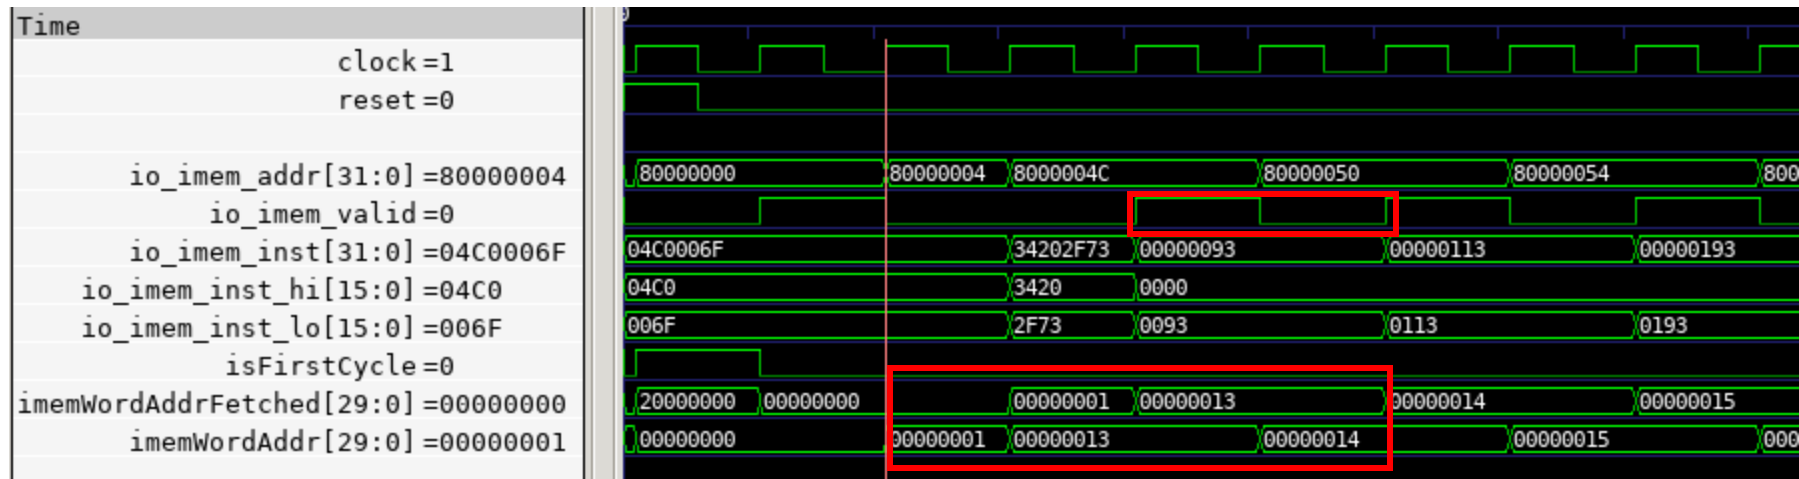 Time
clock =1
reset =0
io_imem_addr[31:0] =80000004 80000000 80000004 8000004C 80000050 80000054 800
io_imem_valid =0
io_imem_inst[31:0] =04C0006F 04C0006F 34202F73 00000093 00000113 00000193
io_imem_inst_hi[15:0] =04C0 04C0 3420 0000
io_imem_inst_lo[15:0] =006F 006F 2F73 0093 0113 0193
isFirstCycle =0
imemWordAddrFetched[29:0] =00000000 20000000 00000000 00000001 00000013 00000014 00000015
imemWordAddr[29:0] =00000001 00000000 00000001 00000013 00000014 00000015 000